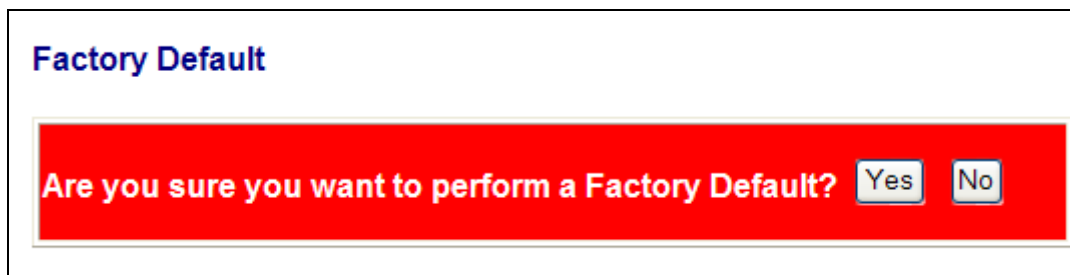 Factory Default
Are you sure you want to perform a Factory Default? Yes No